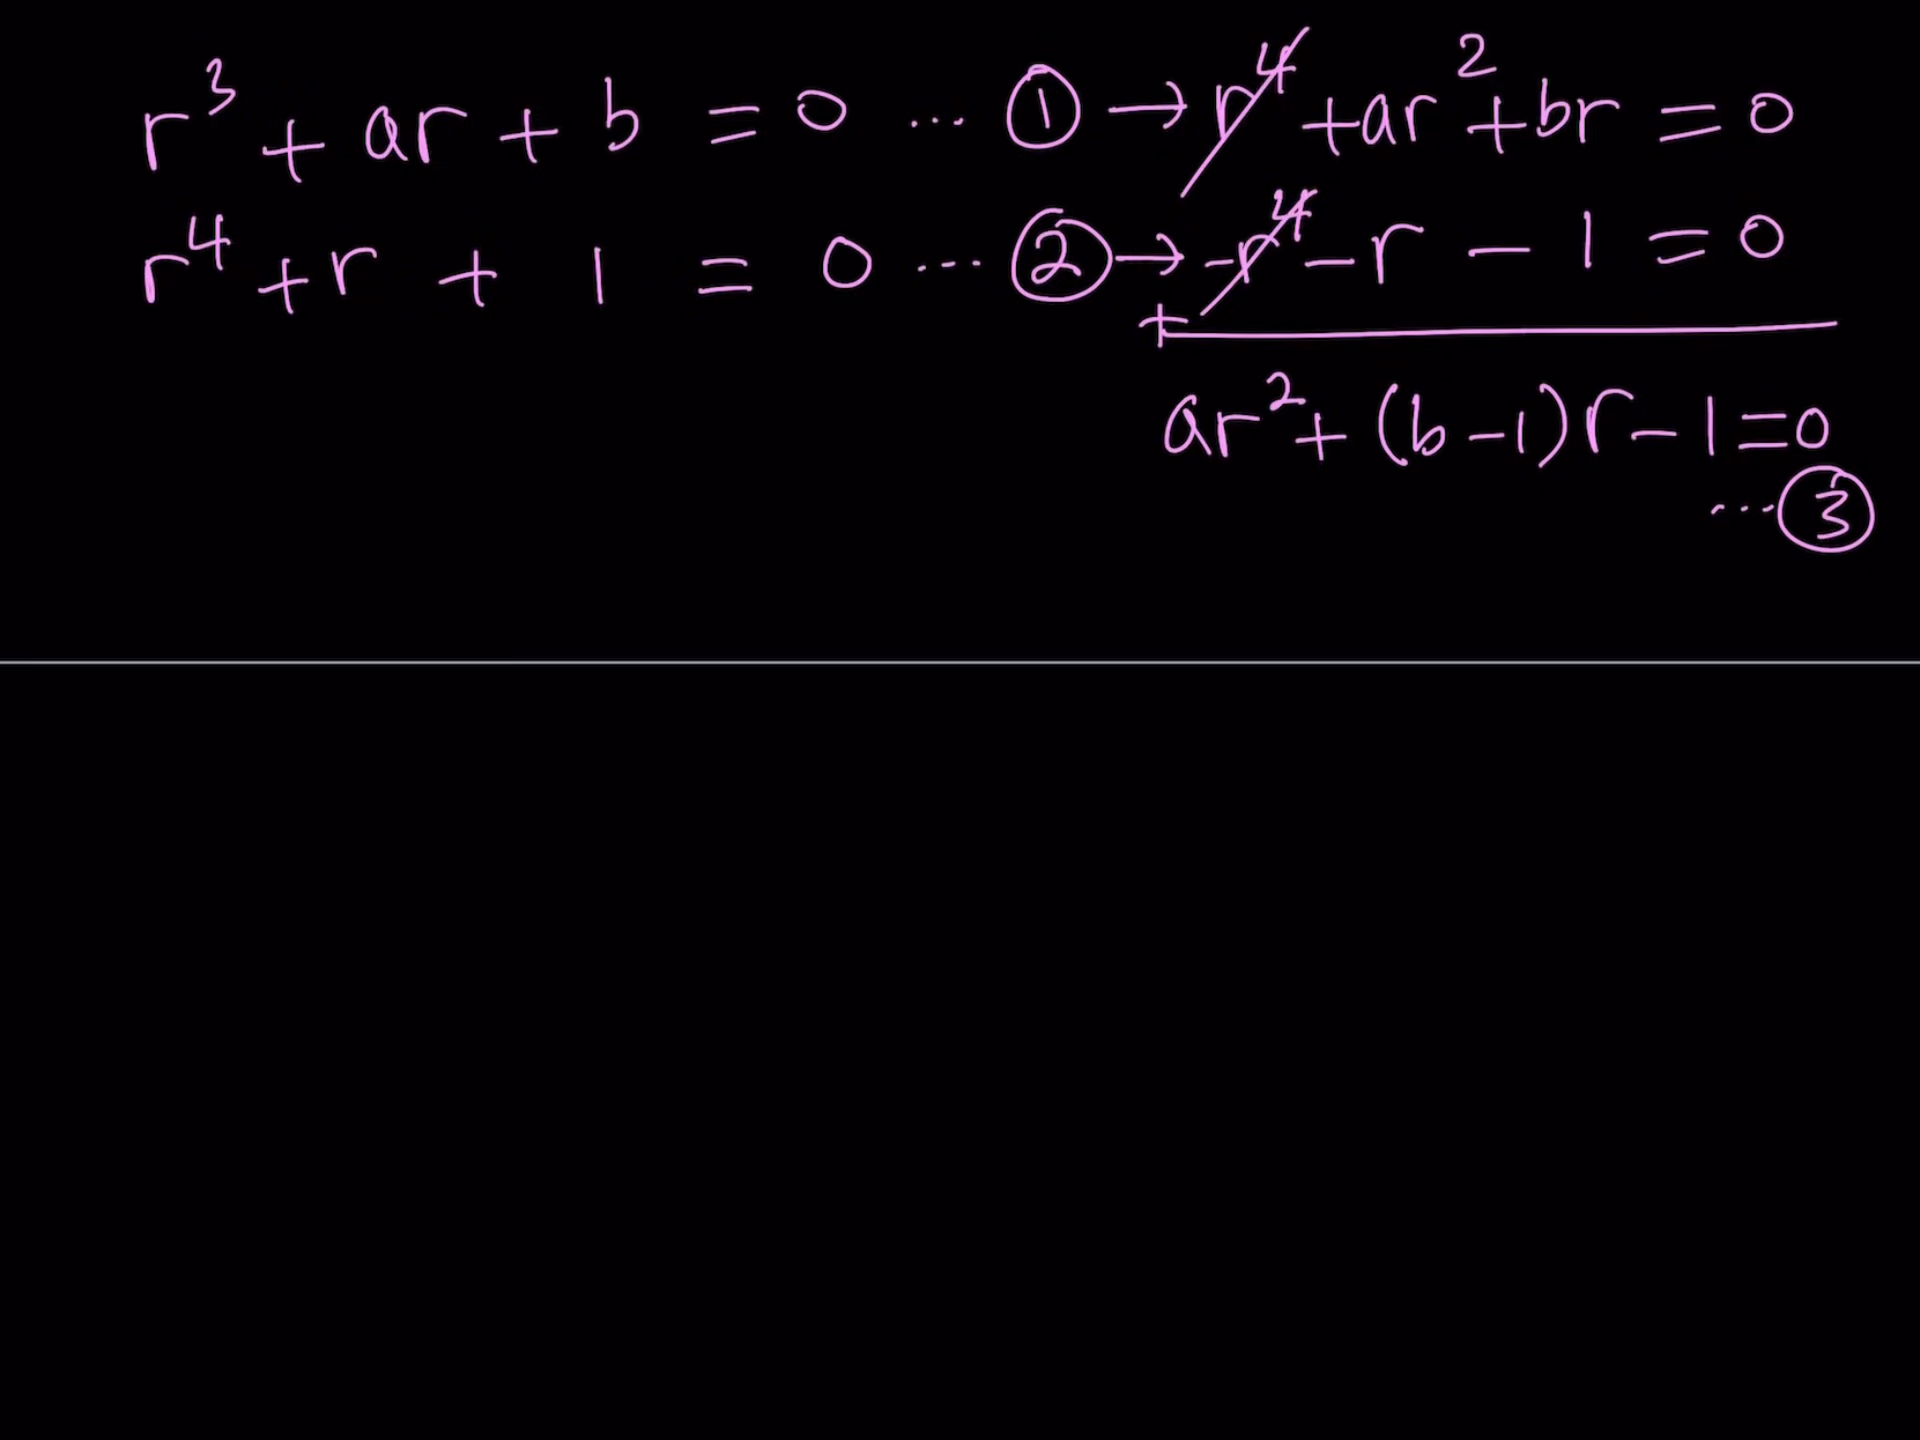 r³ + ar + b = 0 ... ① → r⁴ + ar² + br = 0
r⁴ + r + 1 = 0 ... ② → -r⁴ - r - 1 = 0
+
ar² + (b - 1)r - 1 = 0
... ③